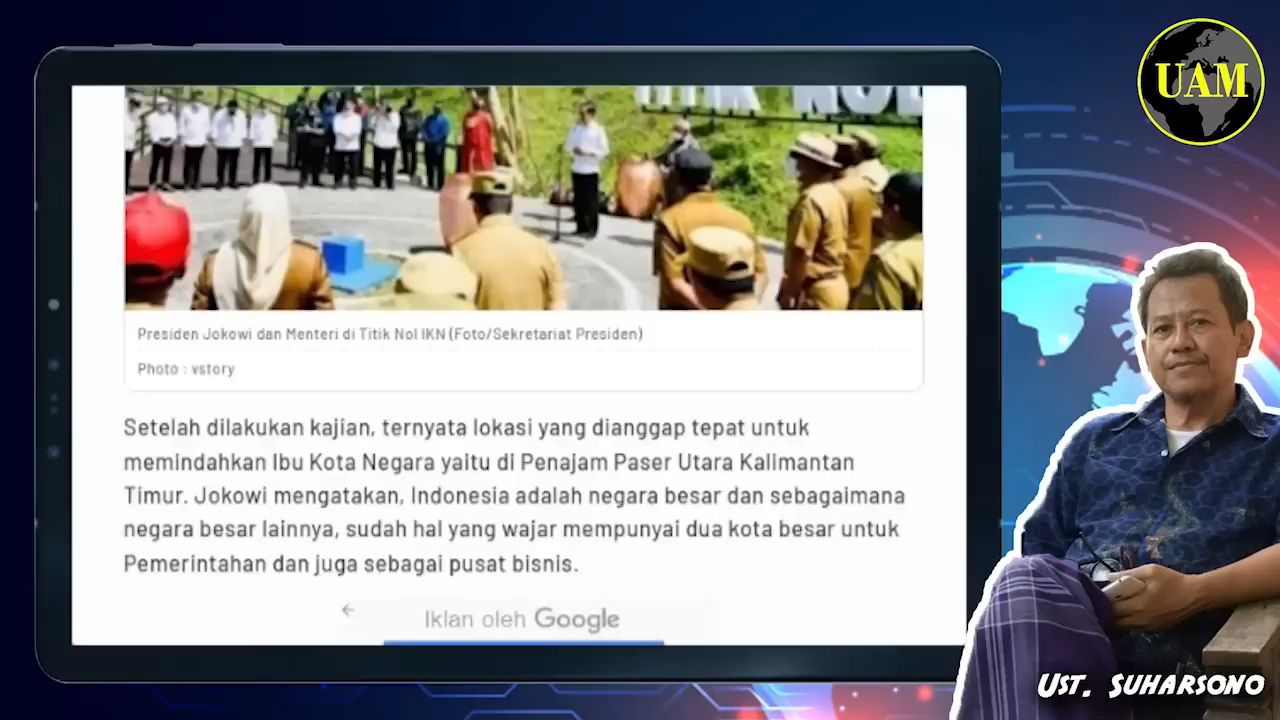 UAM
TITIK NOL
Presiden Jokowi dan Menteri di Titik Nol IKN (Foto/Sekretariat Presiden)
Photo : vstory
Setelah dilakukan kajian, ternyata lokasi yang dianggap tepat untuk
memindahkan Ibu Kota Negara yaitu di Penajam Paser Utara Kalimantan
Timur. Jokowi mengatakan, Indonesia adalah negara besar dan sebagaimana
negara besar lainnya, sudah hal yang wajar mempunyai dua kota besar untuk
Pemerintahan dan juga sebagai pusat bisnis.
Iklan oleh Google
Ust. Suharsono